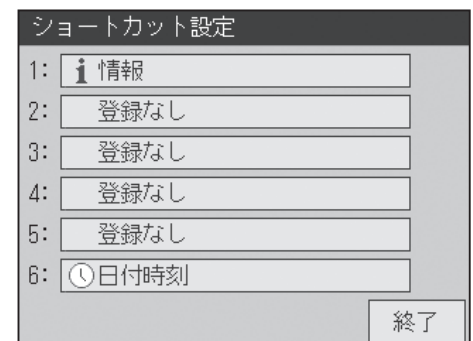 ショートカット設定
1: i 情報
2: 登録なし
3: 登録なし
4: 登録なし
5: 登録なし
6: 日付時刻
終了